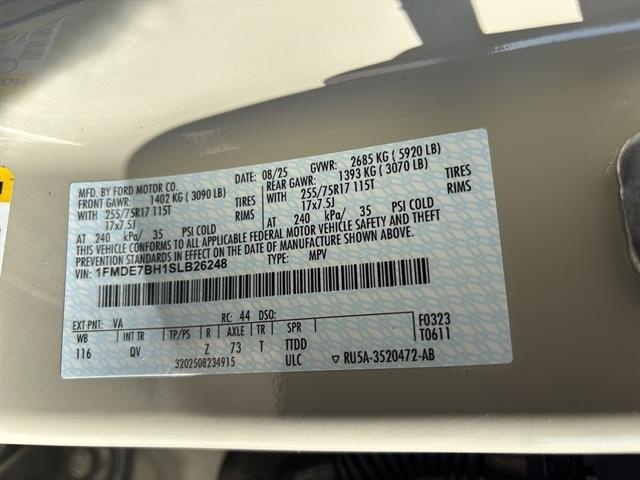 MFD. BY FORD MOTOR CO. DATE: 08/25 GVWR: 2685 KG ( 5920 LB)
FRONT GAWR: 1402 KG ( 3090 LB) REAR GAWR: 1393 KG ( 3070 LB)
WITH 255/75R17 115T TIRES WITH 255/75R17 115T TIRES
17x7.5J RIMS 17x7.5J RIMS
AT 240 kPa/ 35 PSI COLD AT 240 kPa/ 35 PSI COLD
THIS VEHICLE CONFORMS TO ALL APPLICABLE FEDERAL MOTOR VEHICLE SAFETY AND THEFT
PREVENTION STANDARDS IN EFFECT ON THE DATE OF MANUFACTURE SHOWN ABOVE.
VIN: 1FMDE7BH1SLB26248 TYPE: MPV
EXT PNT: VA RC: 44 DSO: F0323
WB INT TR TP/PS R AXLE TR SPR T0611
116 QV Z 73 T TTDD
3202508234915 ULC ▽ RU5A-3520472-AB